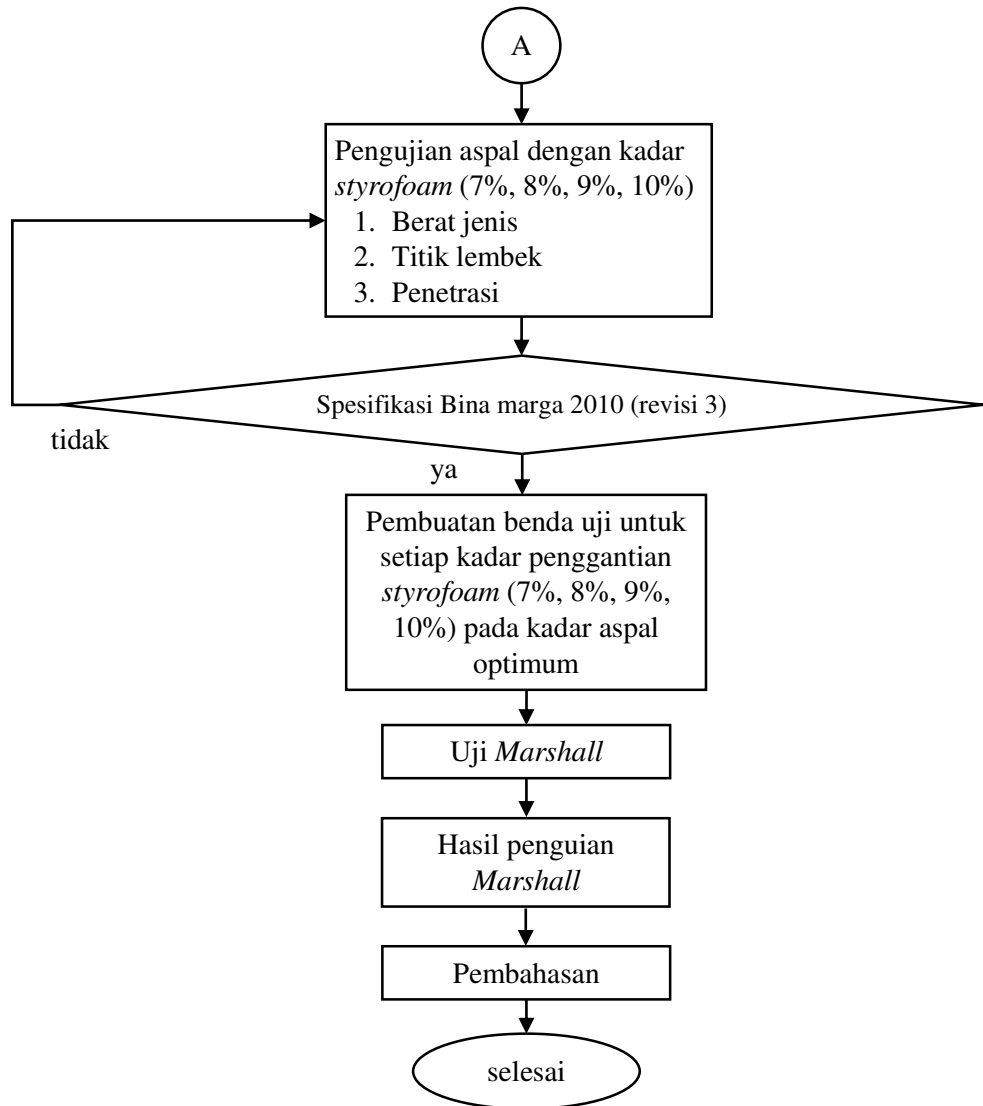 A
Pengujian aspal dengan kadar
styrofoam (7%, 8%, 9%, 10%)
1. Berat jenis
2. Titik lembek
3. Penetrasi
Spesifikasi Bina marga 2010 (revisi 3)
tidak
ya
Pembuatan benda uji untuk
setiap kadar penggantian
styrofoam (7%, 8%, 9%,
10%) pada kadar aspal
optimum
Uji Marshall
Hasil penguian
Marshall
Pembahasan
selesai